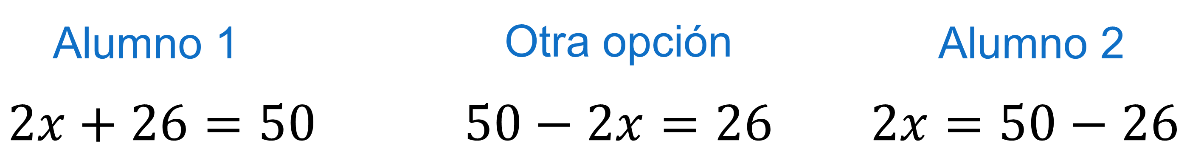 Alumno 1
Otra opción
Alumno 2
2x + 26 = 50
50 − 2x = 26
2x = 50 − 26